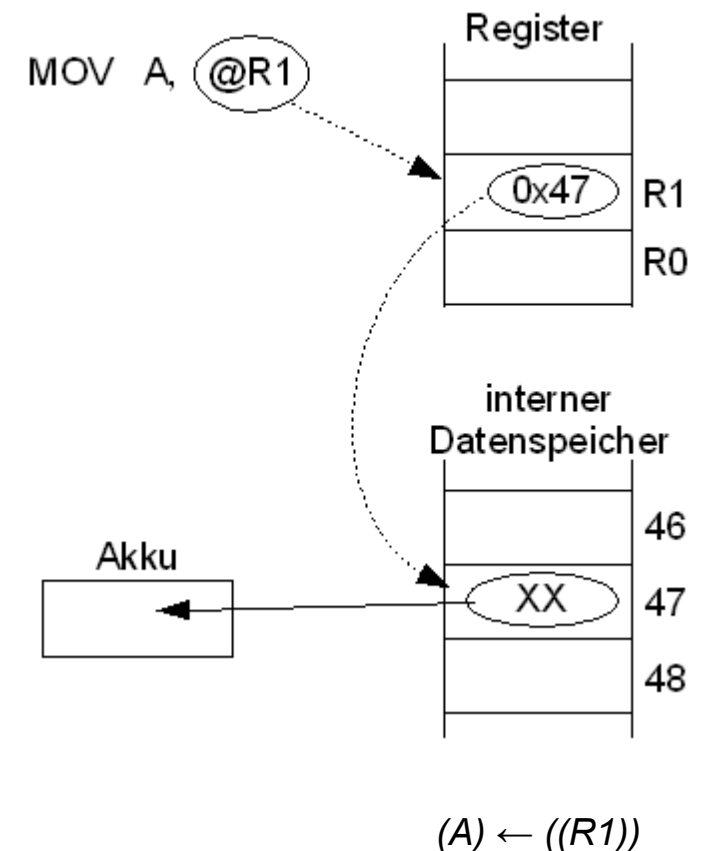 Register
MOV A, @R1
0x47 R1
R0
interner
Datenspeicher
46
Akku
XX 47
48
(A) ← ((R1))